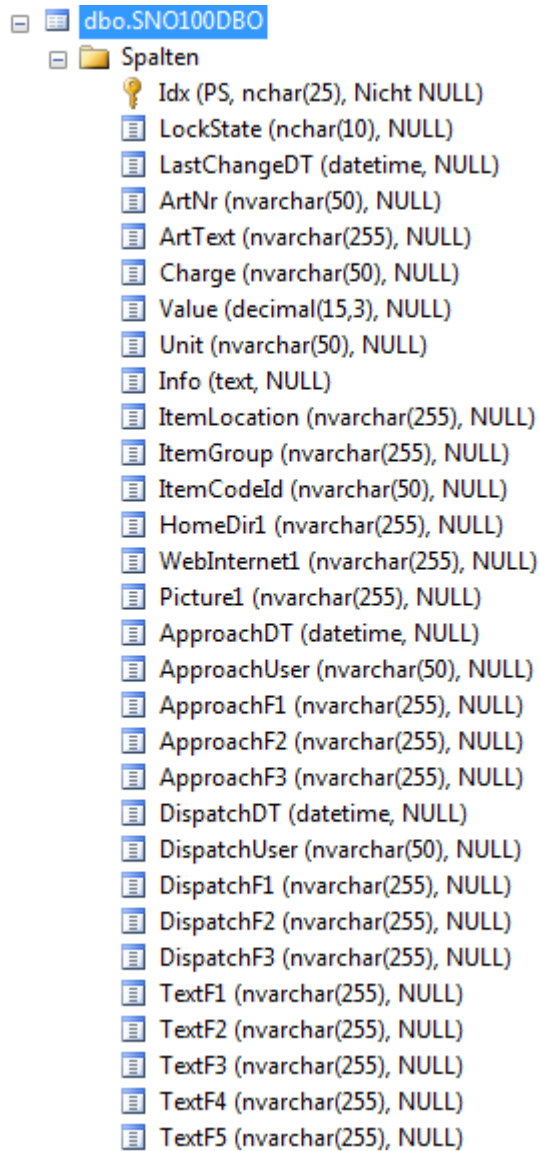 dbo.SNO100DBO
Spalten
Idx (PS, nchar(25), Nicht NULL)
LockState (nchar(10), NULL)
LastChangeDT (datetime, NULL)
ArtNr (nvarchar(50), NULL)
ArtText (nvarchar(255), NULL)
Charge (nvarchar(50), NULL)
Value (decimal(15,3), NULL)
Unit (nvarchar(50), NULL)
Info (text, NULL)
ItemLocation (nvarchar(255), NULL)
ItemGroup (nvarchar(255), NULL)
ItemCodeId (nvarchar(50), NULL)
HomeDir1 (nvarchar(255), NULL)
WebInternet1 (nvarchar(255), NULL)
Picture1 (nvarchar(255), NULL)
ApproachDT (datetime, NULL)
ApproachUser (nvarchar(50), NULL)
ApproachF1 (nvarchar(255), NULL)
ApproachF2 (nvarchar(255), NULL)
ApproachF3 (nvarchar(255), NULL)
DispatchDT (datetime, NULL)
DispatchUser (nvarchar(50), NULL)
DispatchF1 (nvarchar(255), NULL)
DispatchF2 (nvarchar(255), NULL)
DispatchF3 (nvarchar(255), NULL)
TextF1 (nvarchar(255), NULL)
TextF2 (nvarchar(255), NULL)
TextF3 (nvarchar(255), NULL)
TextF4 (nvarchar(255), NULL)
TextF5 (nvarchar(255), NULL)